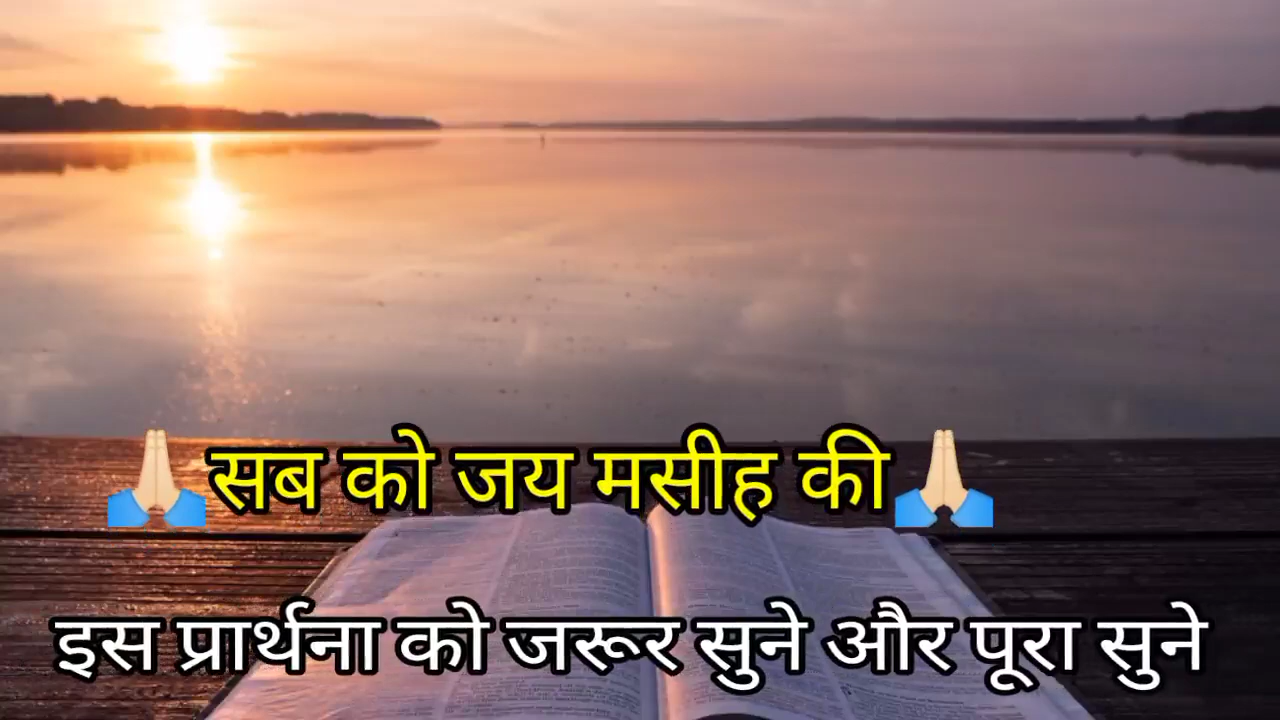 🙏🏻सब को जय मसीह की🙏🏻
इस प्रार्थना को जरूर सुने और पूरा सुने